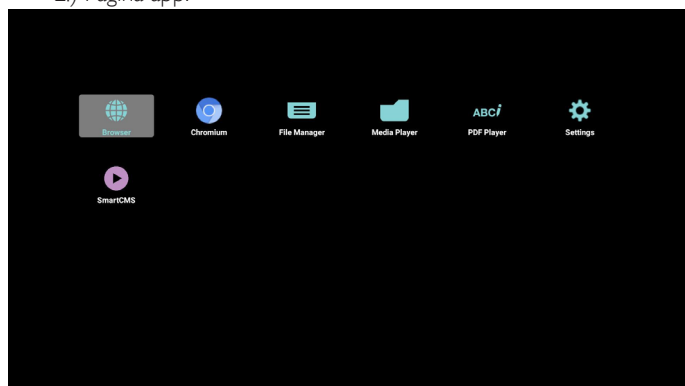 2.) Pagina app:
Browser
Chromium
File Manager
Media Player
ABCi
PDF Player
Settings
SmartCMS